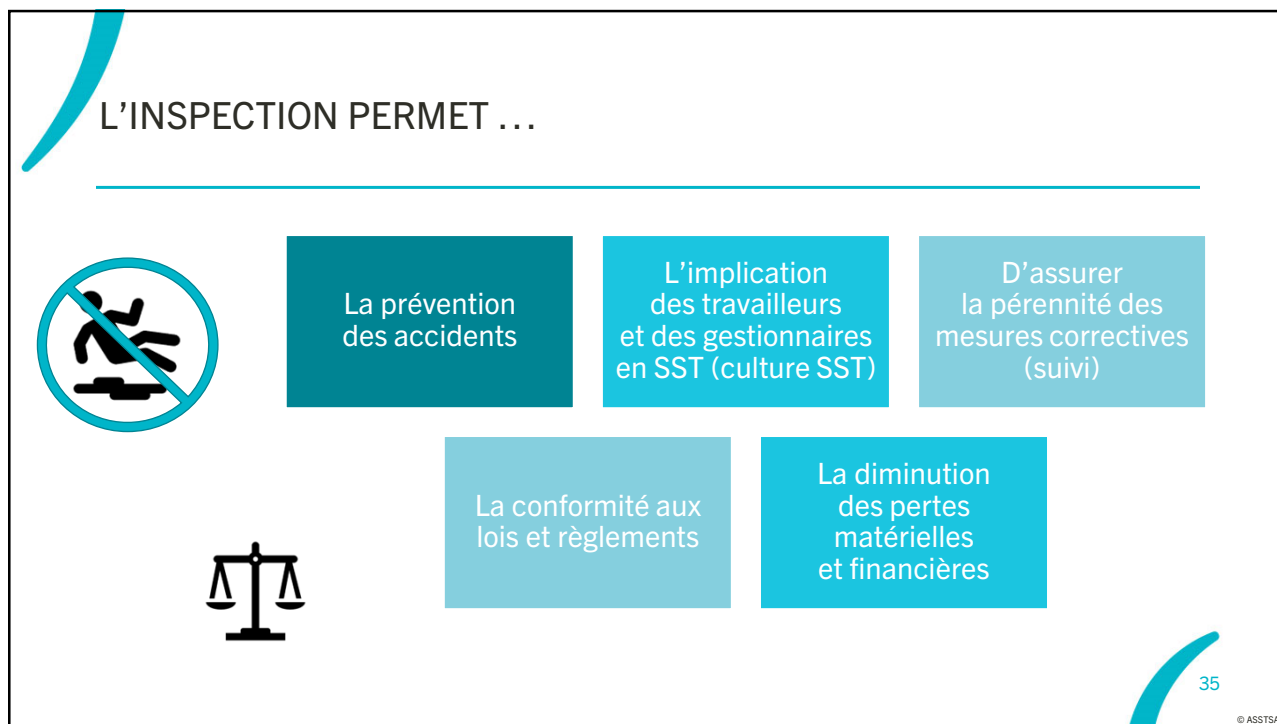 L’INSPECTION PERMET …
La prévention
des accidents
L’implication
des travailleurs
et des gestionnaires
en SST (culture SST)
D’assurer
la pérennité des
mesures correctives
(suivi)
La conformité aux
lois et règlements
La diminution
des pertes
matérielles
et financières
35